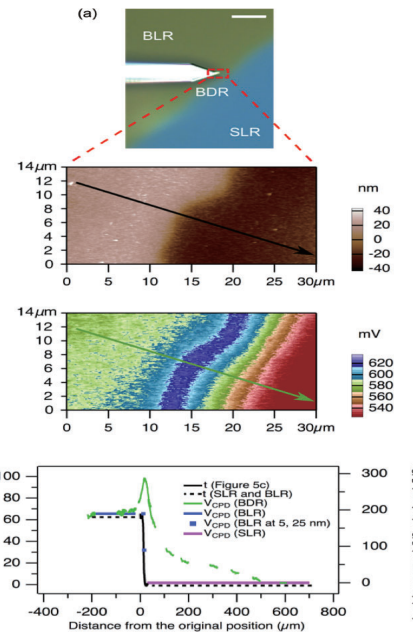 (a)
BLR
BDR
SLR
14μm
12
10
8
6
4
2
0
0 5 10 15 20 25 30μm
nm
40
20
0
-20
-40
14μm
12
10
8
6
4
2
0
0 5 10 15 20 25 30μm
mV
620
600
580
560
540
100
80
60
40
20
0
300
200
100
0
t (Figure 5c)
t (SLR and BLR)
VCPD (BDR)
VCPD (BLR)
VCPD (BLR at 5, 25 nm)
VCPD (SLR)
-400 -200 0 200 400 600 800
Distance from the original position (μm)